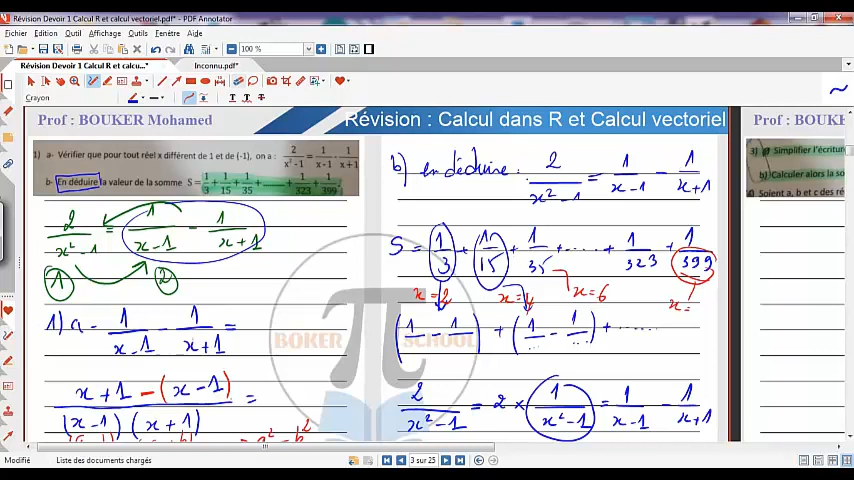 Révision Devoir 1 Calcul R et Calcul vectoriel.pdf* - PDF Annotator
Fichier Edition Outil Affichage Outils Fenêtre Aide
100 %
Révision Devoir 1 Calcul R et calcu...* Inconnu.pdf*
Crayon
Prof : BOUKER Mohamed
Révision : Calcul dans R et Calcul vectoriel
Prof : BOUK
1) a- Vérifier que pour tout réel x différent de 1 et de (-1), on a : 2/(x²-1) = 1/(x-1) - 1/(x+1)
b- En déduire la valeur de la somme S = 1/3 + 1/15 + 1/35 + ___ + 1/323 + 1/399
2/(x²-1) = 1/(x-1) - 1/(x+1)
1 2
1) a - 1/(x-1) - 1/(x+1) =
(x+1 - (x-1))/((x-1)(x+1)) =
b) en déduire : 2/(x²-1) = 1/(x-1) - 1/(x+1)
S = 1/3 + 1/15 + 1/35 + ..... + 1/323 + 1/399
x=2 x=4 x=6 x=
(1/.. - 1/..) + (1/.. - 1/..) + ......
2/(x²-1) = 2 × 1/(x²-1) = 1/(x-1) - 1/(x+1)
BOKER SCHOOL
3) a) Simplifier l'écriture
b) Calculer alors la s
Soient a, b et c des ré
Modifié Liste des documents chargés 3 sur 25